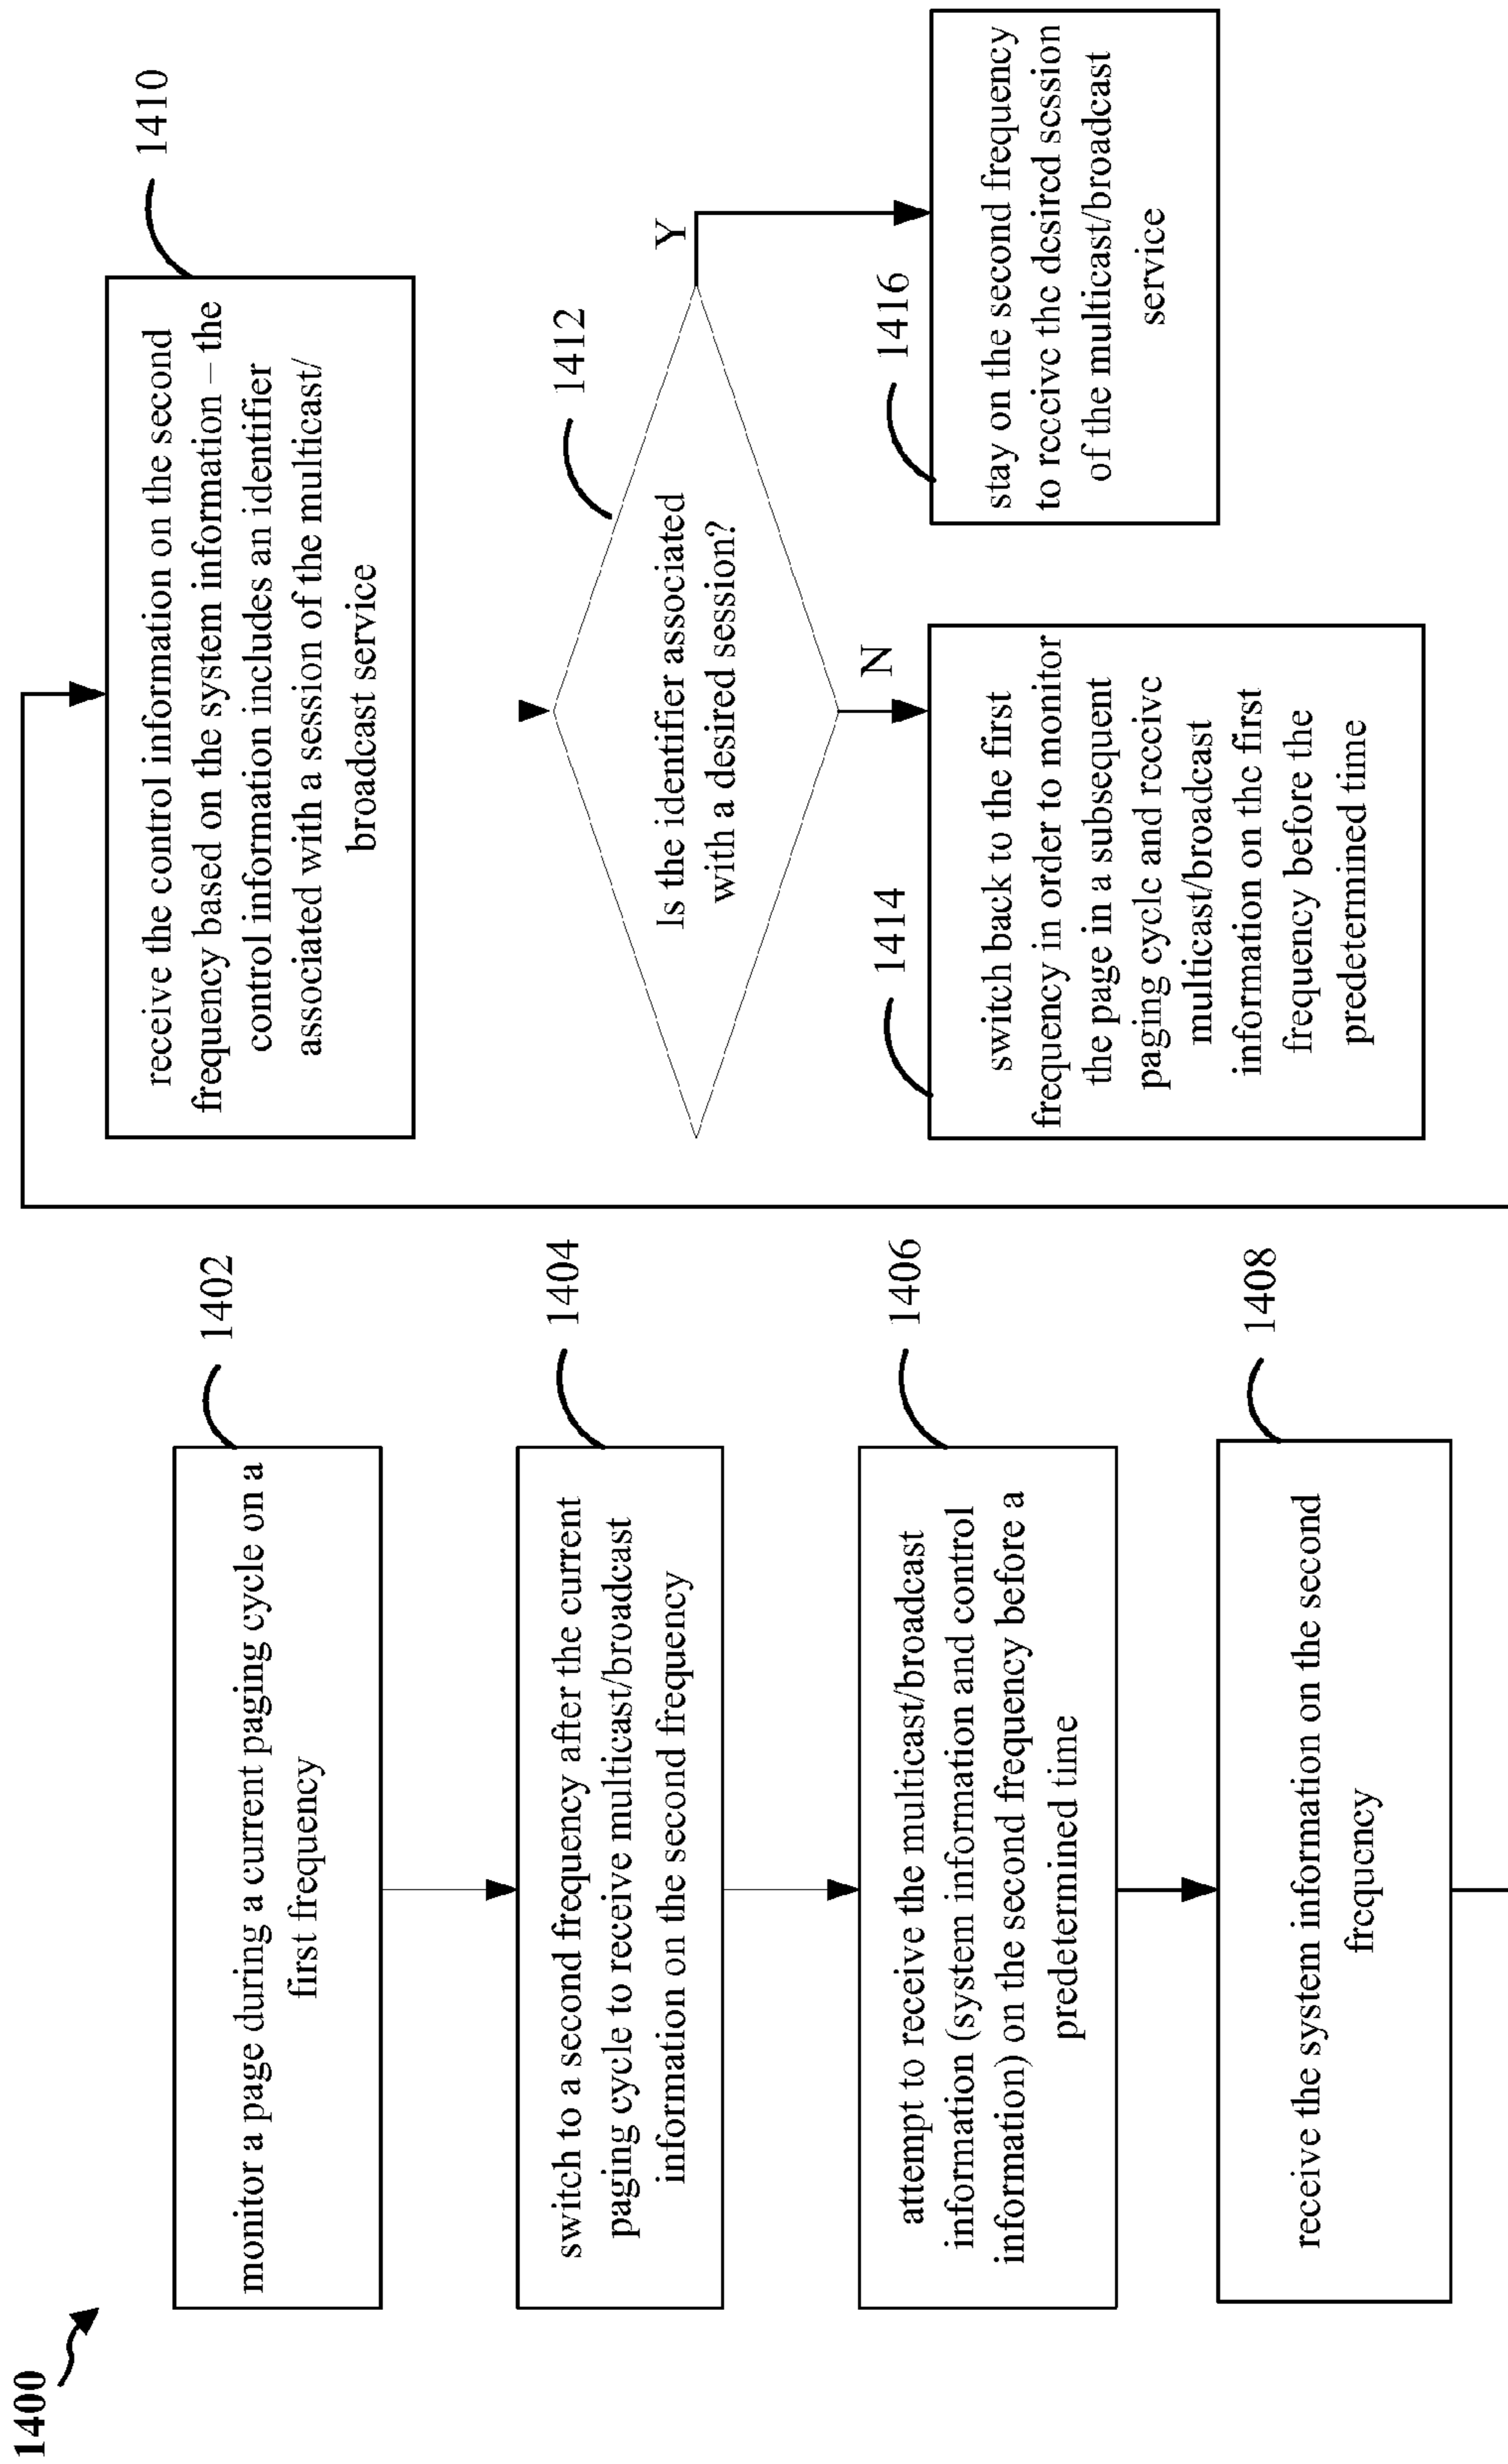 1400
1402
monitor a page during a current paging cycle on a
first frequency
1404
switch to a second frequency after the current
paging cycle to receive multicast/broadcast
information on the second frequency
1406
attempt to receive the multicast/broadcast
information (system information and control
information) on the second frequency before a
predetermined time
1408
receive the system information on the second
frequency
1410
receive the control information on the second
frequency based on the system information – the
control information includes an identifier
associated with a session of the multicast/
broadcast service
1412
Is the identifier associated
with a desired session?
Y
N
1414
switch back to the first
frequency in order to monitor
the page in a subsequent
paging cycle and receive
multicast/broadcast
information on the first
frequency before the
predetermined time
1416
stay on the second frequency
to receive the desired session
of the multicast/broadcast
service